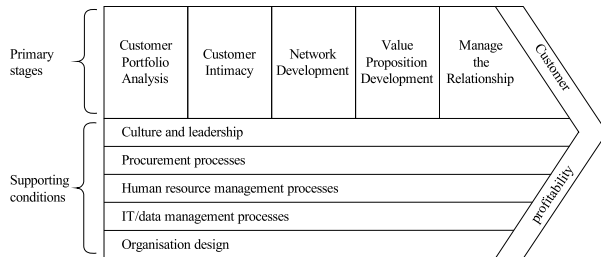 Primary
stages
Customer
Portfolio
Analysis
Customer
Intimacy
Network
Development
Value
Proposition
Development
Manage
the
Relationship
Customer
Supporting
conditions
Culture and leadership
Procurement processes
Human resource management processes
IT/data management processes
Organisation design
profitability